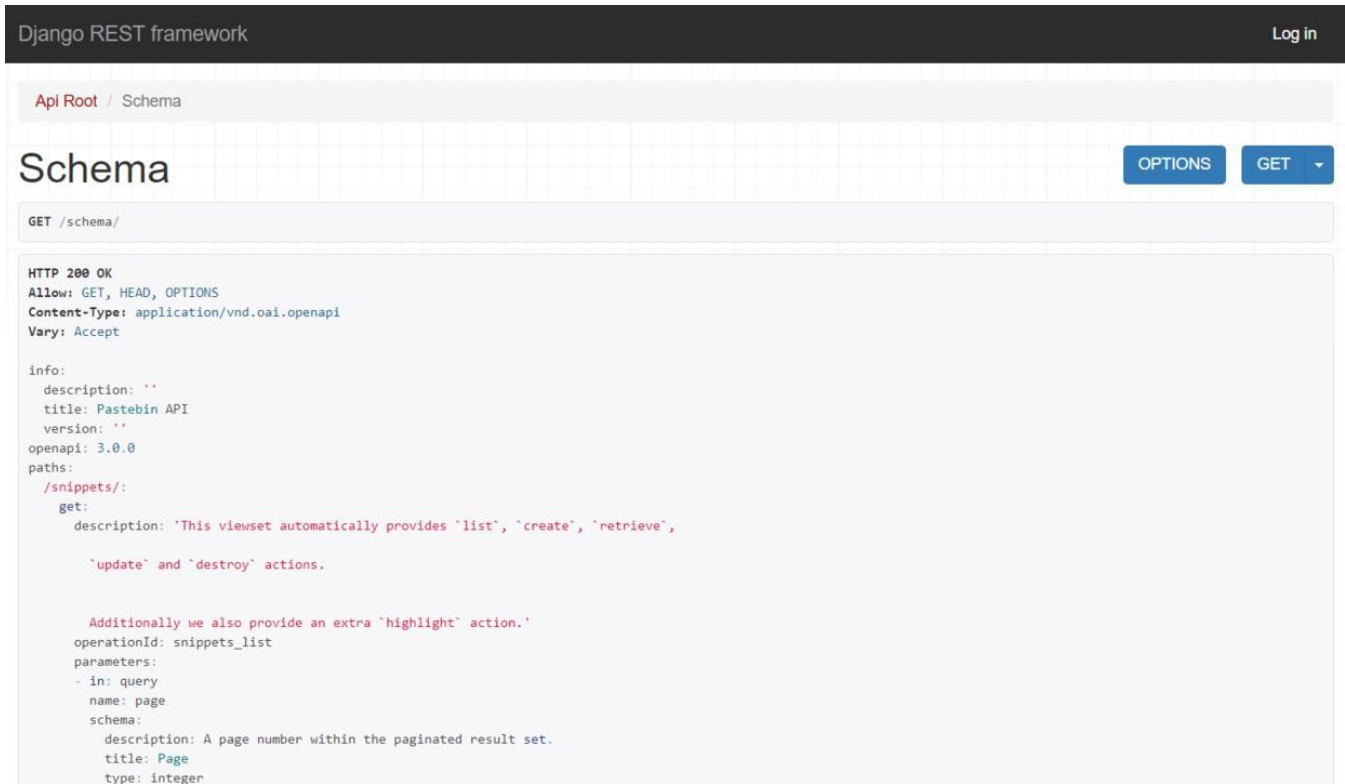 Django REST framework
Log in
Api Root / Schema
Schema
OPTIONS
GET
GET /schema/
HTTP 200 OK
Allow: GET, HEAD, OPTIONS
Content-Type: application/vnd.oai.openapi
Vary: Accept
info:
  description: ''
  title: Pastebin API
  version: ''
openapi: 3.0.0
paths:
  /snippets/:
    get:
      description: 'This viewset automatically provides `list`, `create`, `retrieve`,
        `update` and `destroy` actions.
        Additionally we also provide an extra `highlight` action.'
      operationId: snippets_list
      parameters:
      - in: query
        name: page
        schema:
          description: A page number within the paginated result set.
          title: Page
          type: integer